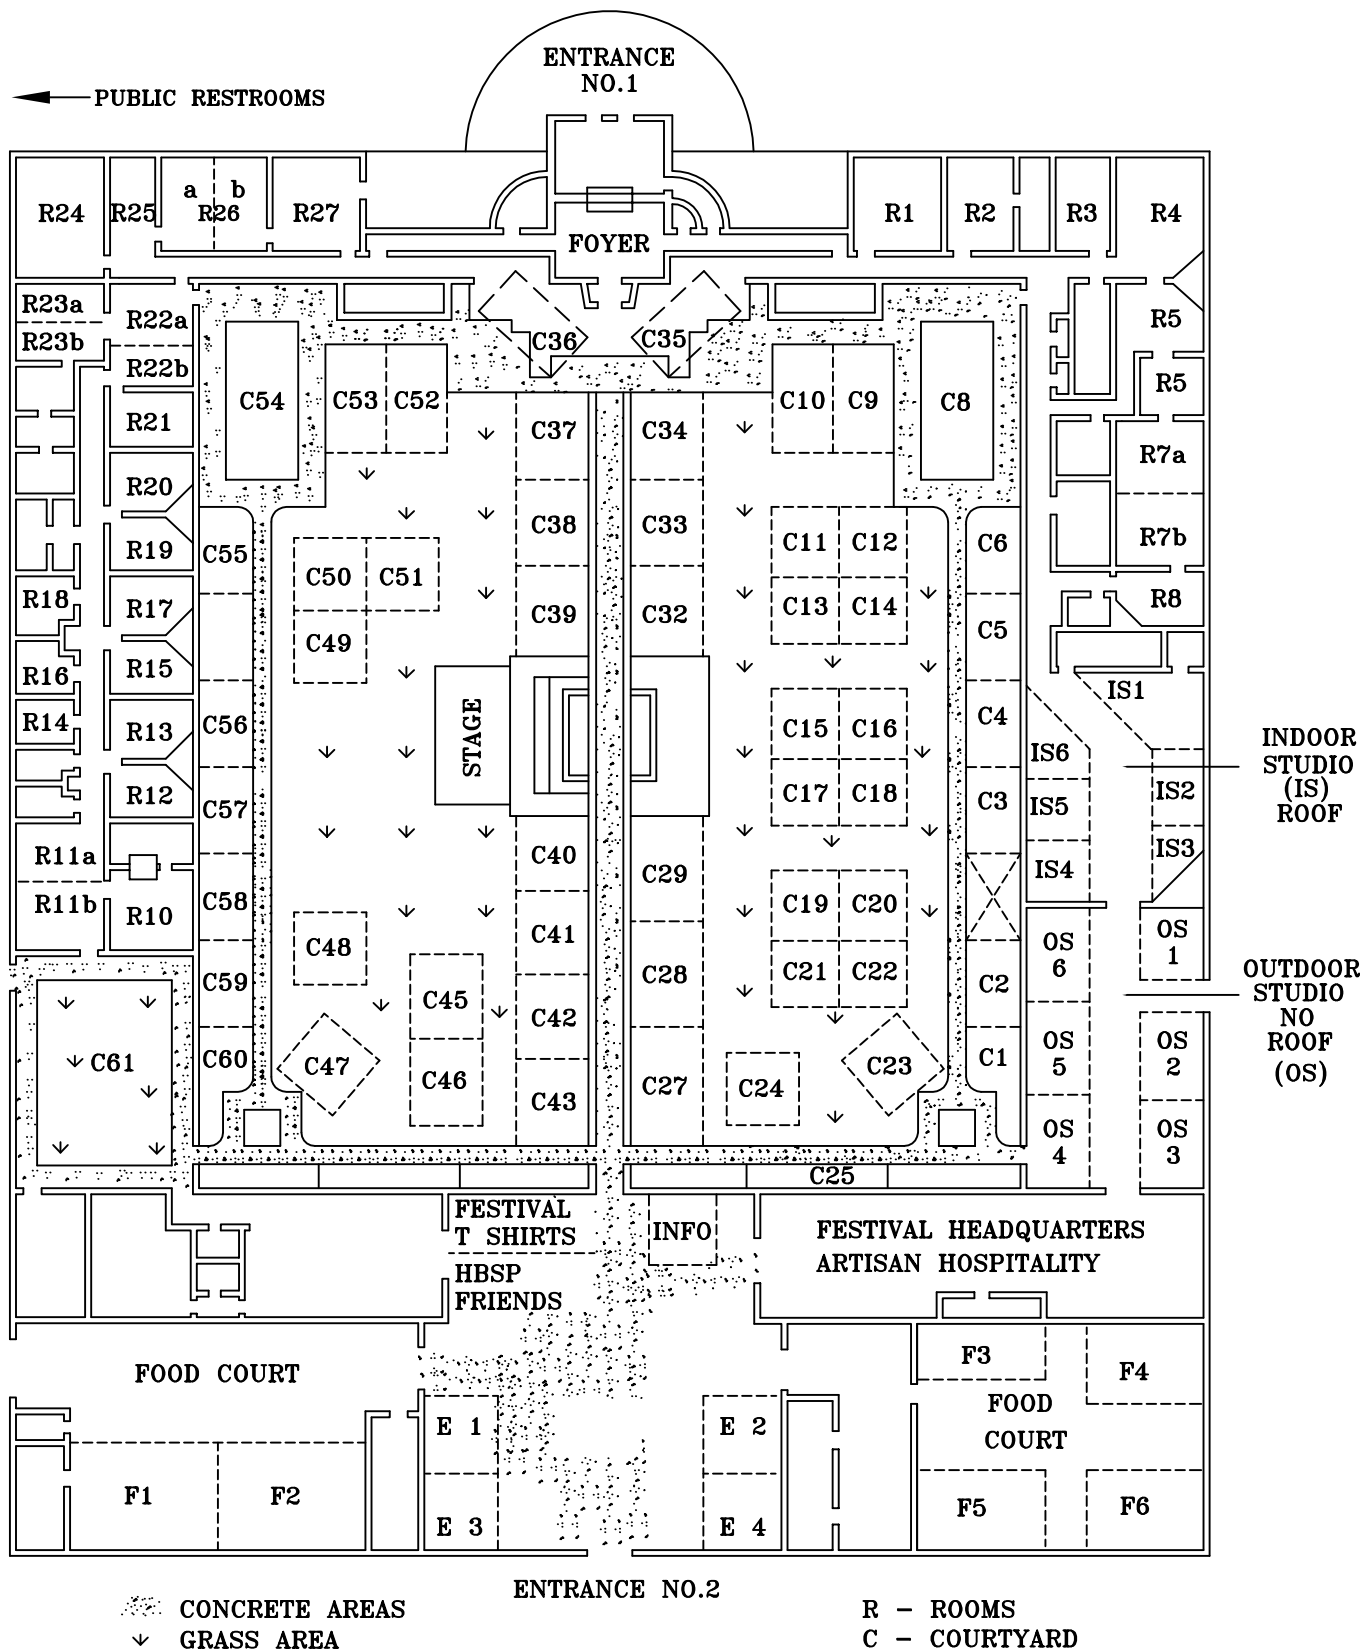 ENTRANCE
NO.1
PUBLIC RESTROOMS
R24
R25
a
b
R26
R27
FOYER
R1
R2
R3
R4
R23a
R23b
R22a
R22b
R21
R20
R19
R18
R17
R16
R15
R14
R13
R12
R11a
R11b
R10
C36
C35
R5
R5
R7a
R7b
R8
C54
C53
C52
C37
C34
C10
C9
C8
C38
C33
C11
C12
C6
C55
C50
C51
C39
C32
C13
C14
C5
C49
C56
STAGE
C15
C16
C4
C57
C17
C18
C3
C40
C29
C58
C19
C20
C48
C41
C59
C45
C28
C21
C22
C2
C42
C60
C47
C46
C43
C27
C24
C23
C1
C61
C25
IS1
IS6
IS2
IS5
IS3
IS4
INDOOR
STUDIO
(IS)
ROOF
OS
6
OS
1
OS
5
OS
2
OS
4
OS
3
OUTDOOR
STUDIO
NO
ROOF
(OS)
FESTIVAL
T SHIRTS
HBSP
FRIENDS
INFO
FESTIVAL HEADQUARTERS
ARTISAN HOSPITALITY
FOOD COURT
F1
F2
E 1
E 2
E 3
E 4
F3
F4
FOOD
COURT
F5
F6
ENTRANCE NO.2
CONCRETE AREAS
GRASS AREA
R – ROOMS
C – COURTYARD